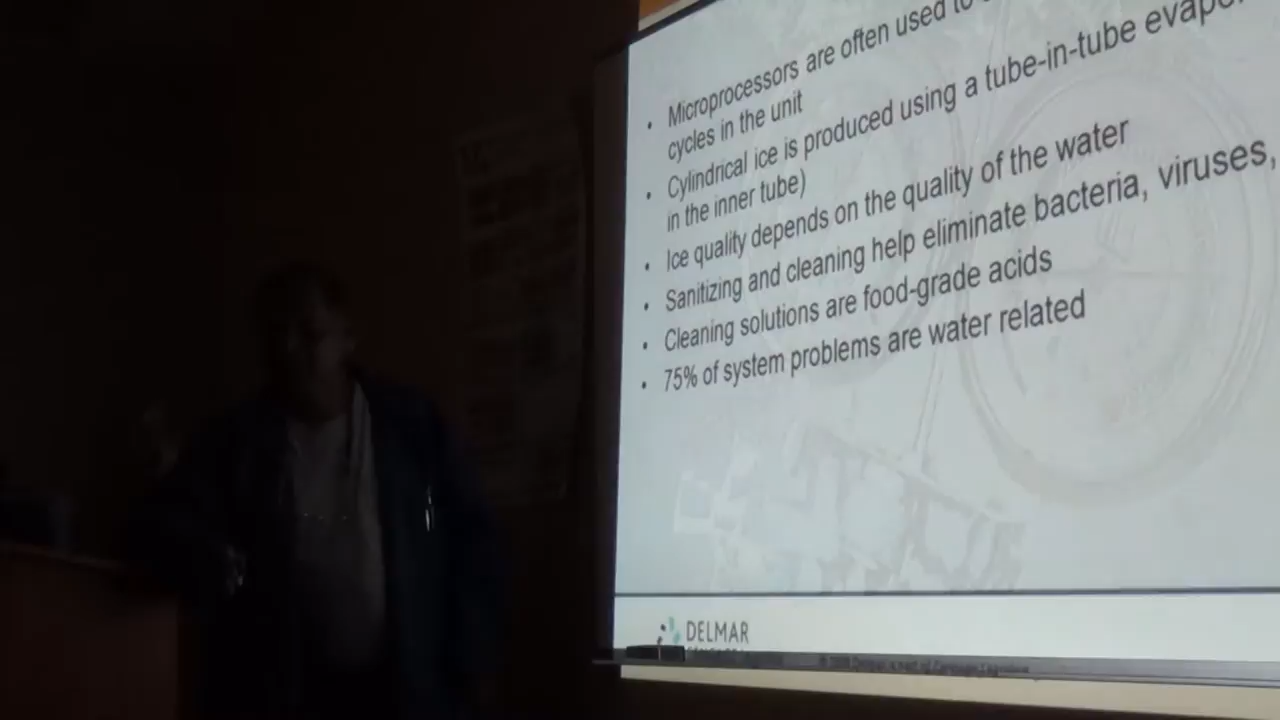 • Microprocessors are often used to
cycles in the unit
• Cylindrical ice is produced using a tube-in-tube
in the inner tube)
• Ice quality depends on the quality of the water
• Sanitizing and cleaning help eliminate bacteria, viruses,
• Cleaning solutions are food-grade acids
• 75% of system problems are water related
DELMAR